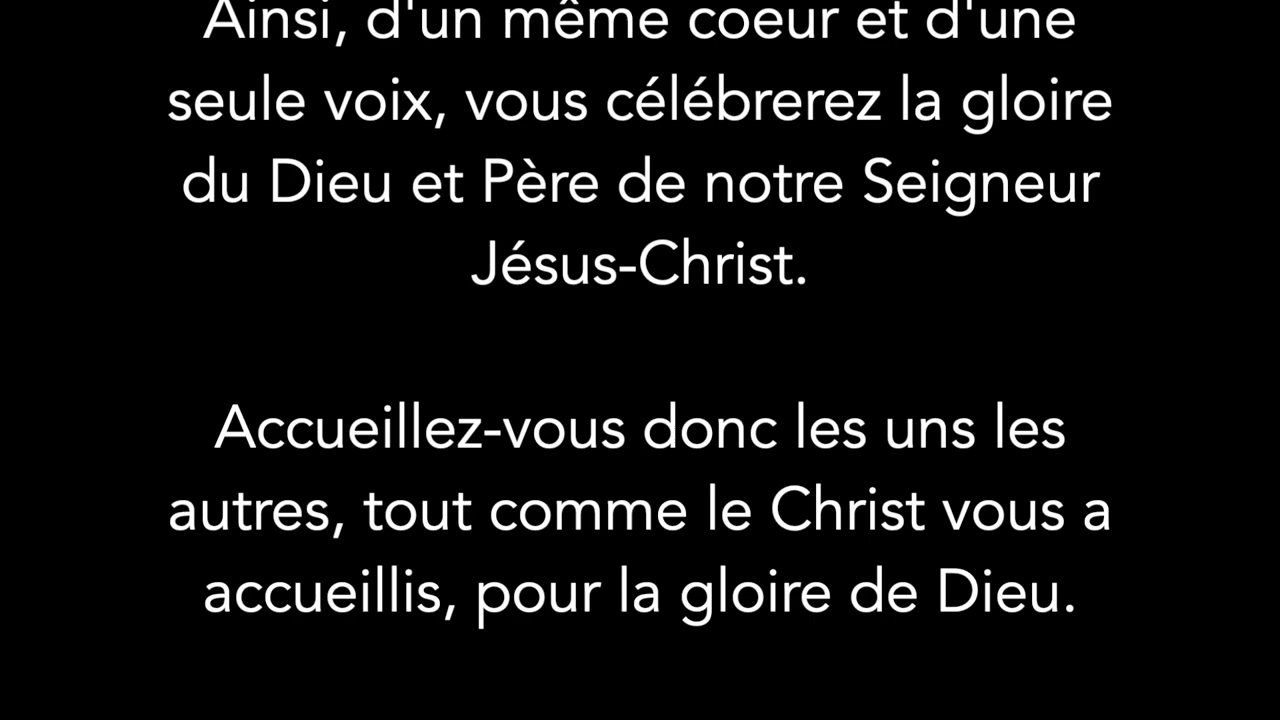 Ainsi, d'un même coeur et d'une
seule voix, vous célébrerez la gloire
du Dieu et Père de notre Seigneur
Jésus-Christ.
Accueillez-vous donc les uns les
autres, tout comme le Christ vous a
accueillis, pour la gloire de Dieu.